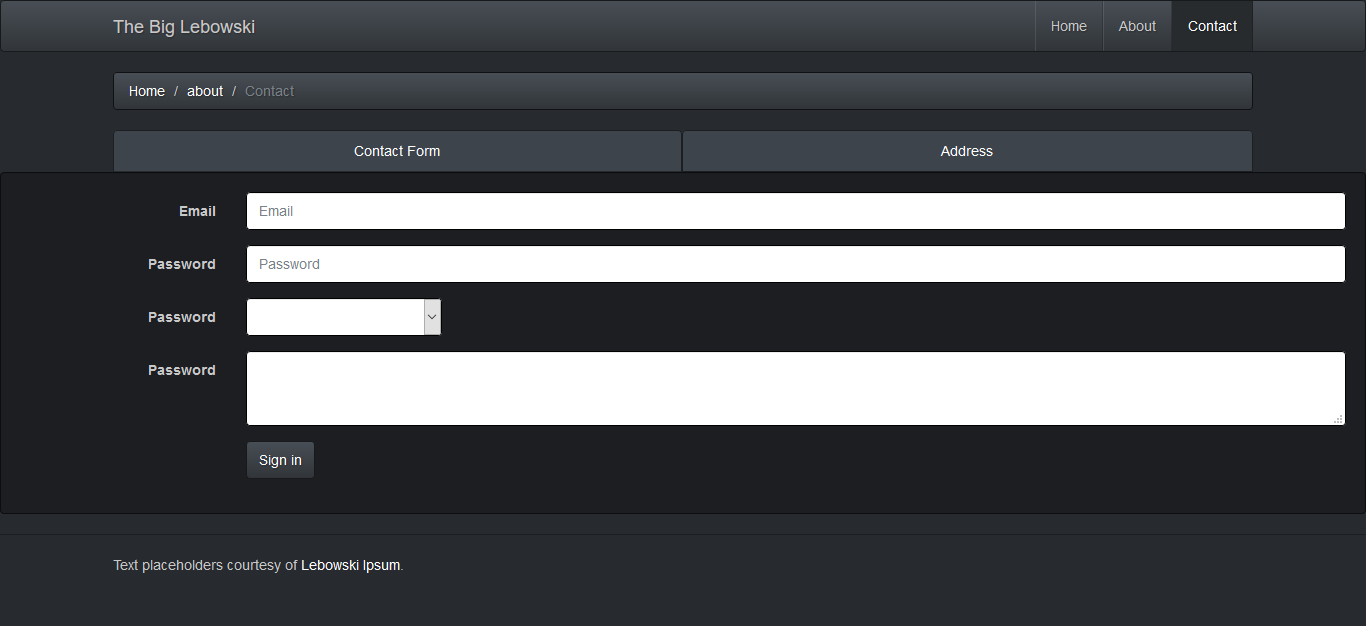 The Big Lebowski Home About Contact
Home / about / Contact
Contact Form Address
Email Email
Password Password
Password
Password
Sign in
Text placeholders courtesy of Lebowski Ipsum.